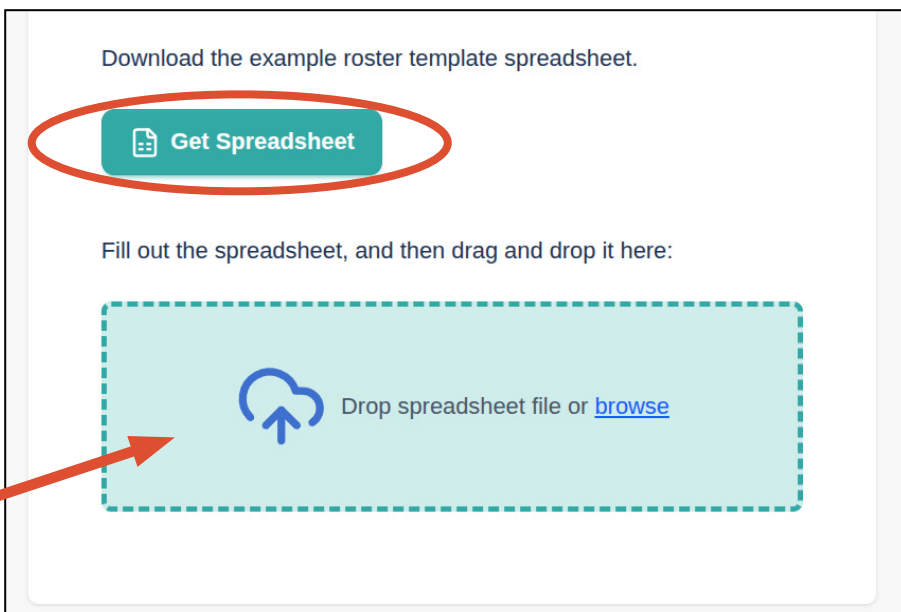 Download the example roster template spreadsheet.
Get Spreadsheet
Fill out the spreadsheet, and then drag and drop it here:
Drop spreadsheet file or browse